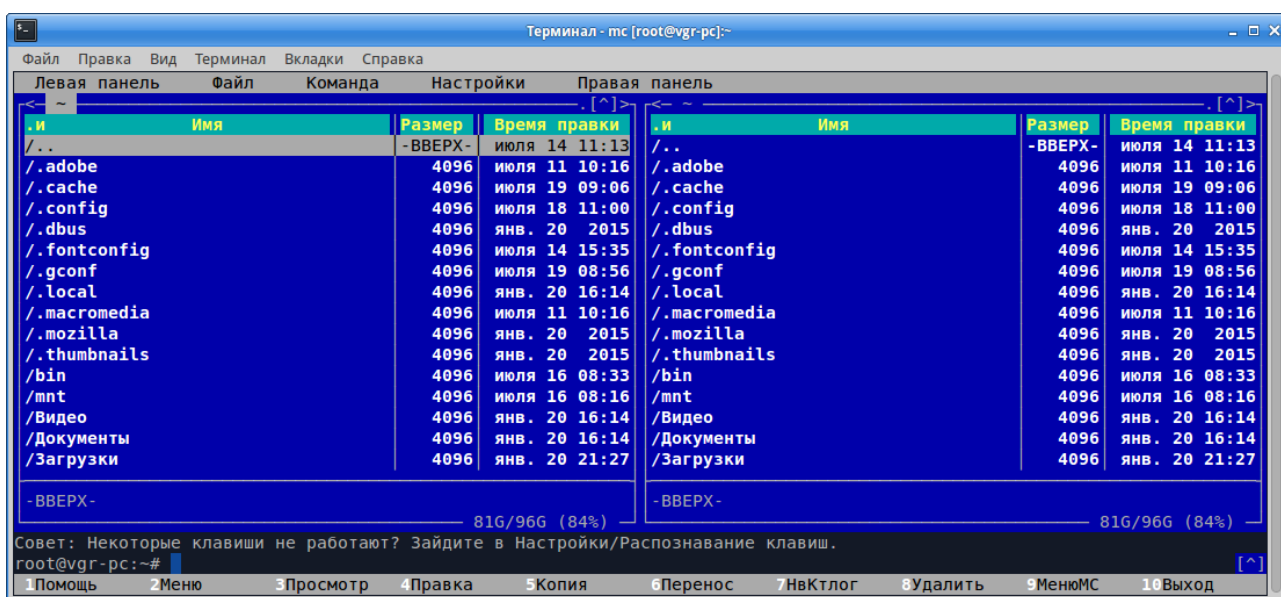 Терминал - mc [root@vgr-pc]:~
Файл Правка Вид Терминал Вкладки Справка
Левая панель Файл Команда Настройки Правая панель
<— ~ .[^]> <— ~ .[^]>
.и Имя Размер Время правки .и Имя Размер Время правки
/.. -ВВЕРХ- июля 14 11:13 /.. -ВВЕРХ- июля 14 11:13
/.adobe 4096 июля 11 10:16 /.adobe 4096 июля 11 10:16
/.cache 4096 июля 19 09:06 /.cache 4096 июля 19 09:06
/.config 4096 июля 18 11:00 /.config 4096 июля 18 11:00
/.dbus 4096 янв. 20 2015 /.dbus 4096 янв. 20 2015
/.fontconfig 4096 июля 14 15:35 /.fontconfig 4096 июля 14 15:35
/.gconf 4096 июля 19 08:56 /.gconf 4096 июля 19 08:56
/.local 4096 янв. 20 16:14 /.local 4096 янв. 20 16:14
/.macromedia 4096 июля 11 10:16 /.macromedia 4096 июля 11 10:16
/.mozilla 4096 янв. 20 2015 /.mozilla 4096 янв. 20 2015
/.thumbnails 4096 янв. 20 2015 /.thumbnails 4096 янв. 20 2015
/bin 4096 июля 16 08:33 /bin 4096 июля 16 08:33
/mnt 4096 июля 16 08:16 /mnt 4096 июля 16 08:16
/Видео 4096 янв. 20 16:14 /Видео 4096 янв. 20 16:14
/Документы 4096 янв. 20 16:14 /Документы 4096 янв. 20 16:14
/Загрузки 4096 янв. 20 21:27 /Загрузки 4096 янв. 20 21:27
-ВВЕРХ- -ВВЕРХ-
81G/96G (84%) 81G/96G (84%)
Совет: Некоторые клавиши не работают? Зайдите в Настройки/Распознавание клавиш.
root@vgr-pc:~# [^]
1Помощь 2Меню 3Просмотр 4Правка 5Копия 6Перенос 7НвКтлог 8Удалить 9МенюМС 10Выход